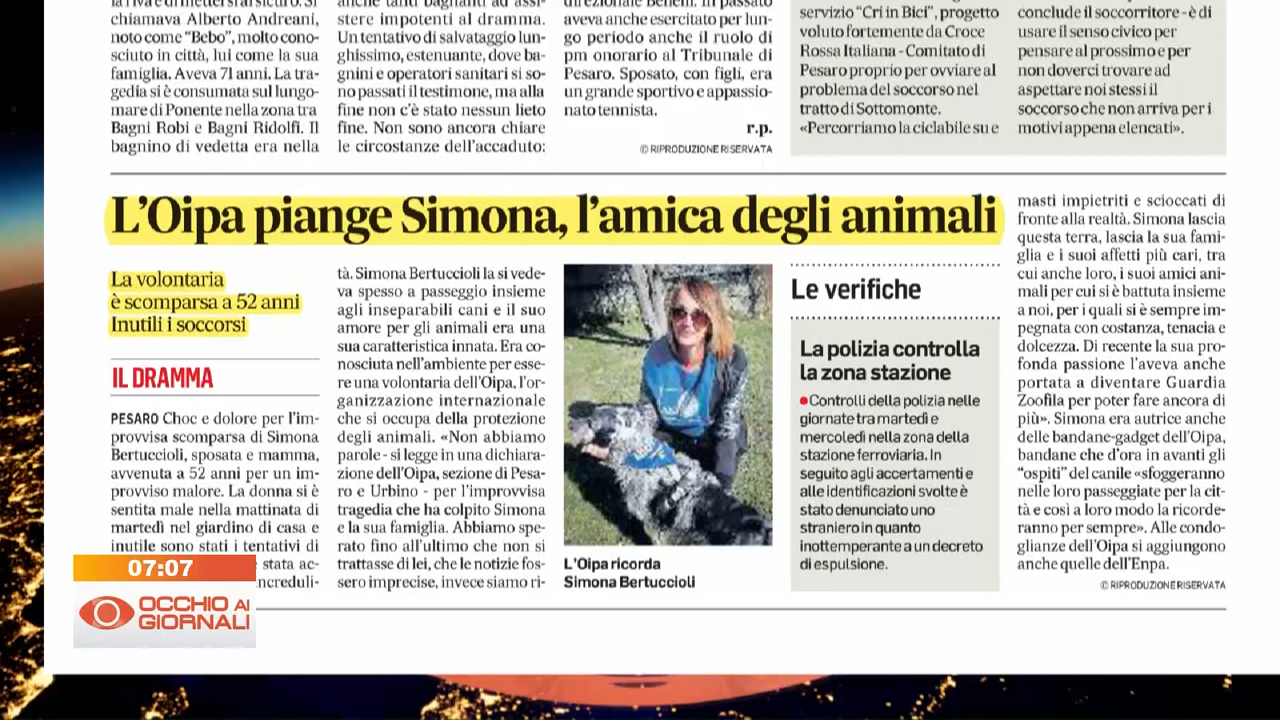 chiamava Alberto Andreani,
noto come “Bebo”, molto cono-
sciuto in città, lui come la sua
famiglia. Aveva 71 anni. La tra-
gedia si è consumata sul lungo-
mare di Ponente nella zona tra
Bagni Robi e Bagni Ridolfi. Il
bagnino di vedetta era nella
stere impotenti al dramma.
Un tentativo di salvataggio lun-
ghissimo, estenuante, dove ba-
gnini e operatori sanitari si so-
no passati il testimone, ma alla
fine non c'è stato nessun lieto
fine. Non sono ancora chiare
le circostanze dell'accaduto:
aveva anche esercitato per lun-
go periodo anche il ruolo di
pm onorario al Tribunale di
Pesaro. Sposato, con figli, era
un grande sportivo e appassio-
nato tennista.
r.p.
© RIPRODUZIONE RISERVATA
servizio “Cri in Bici”, progetto
voluto fortemente da Croce
Rossa Italiana - Comitato di
Pesaro proprio per ovviare al
problema del soccorso nel
tratto di Sottomonte.
«Percorriamo la ciclabile su e
conclude il soccorritore - è di
usare il senso civico per
pensare al prossimo e per
non doverci trovare ad
aspettare noi stessi il
soccorso che non arriva per i
motivi appena elencati».
L'Oipa piange Simona, l'amica degli animali
La volontaria
è scomparsa a 52 anni
Inutili i soccorsi
IL DRAMMA
PESARO Choc e dolore per l'im-
provvisa scomparsa di Simona
Bertuccioli, sposata e mamma,
avvenuta a 52 anni per un im-
provviso malore. La donna si è
sentita male nella mattinata di
martedì nel giardino di casa e
inutile sono stati i tentativi di
stata ac-
ncreduli-
tà. Simona Bertuccioli la si vede-
va spesso a passeggio insieme
agli inseparabili cani e il suo
amore per gli animali era una
sua caratteristica innata. Era co-
nosciuta nell'ambiente per esse-
re una volontaria dell'Oipa, l'or-
ganizzazione internazionale
che si occupa della protezione
degli animali. «Non abbiamo
parole - si legge in una dichiara-
zione dell'Oipa, sezione di Pesa-
ro e Urbino - per l'improvvisa
tragedia che ha colpito Simona
e la sua famiglia. Abbiamo spe-
rato fino all'ultimo che non si
trattasse di lei, che le notizie fos-
sero imprecise, invece siamo ri-
L'Oipa ricorda
Simona Bertuccioli
Le verifiche
La polizia controlla
la zona stazione
●Controlli della polizia nelle
giornate tra martedì e
mercoledì nella zona della
stazione ferroviaria. In
seguito agli accertamenti e
alle identificazioni svolte è
stato denunciato uno
straniero in quanto
inottemperante a un decreto
di espulsione.
masti impietriti e scioccati di
fronte alla realtà. Simona lascia
questa terra, lascia la sua fami-
glia e i suoi affetti più cari, tra
cui anche loro, i suoi amici ani-
mali per cui si è battuta insieme
a noi, per i quali si è sempre im-
pegnata con costanza, tenacia e
dolcezza. Di recente la sua pro-
fonda passione l'aveva anche
portata a diventare Guardia
Zoofila per poter fare ancora di
più». Simona era autrice anche
delle bandane-gadget dell'Oipa,
bandane che d'ora in avanti gli
“ospiti” del canile «sfoggeranno
nelle loro passeggiate per la cit-
tà e così a loro modo la ricorde-
ranno per sempre». Alle condo-
glianze dell'Oipa si aggiungono
anche quelle dell'Enpa.
© RIPRODUZIONE RISERVATA
07:07
OCCHIO AI
GIORNALI